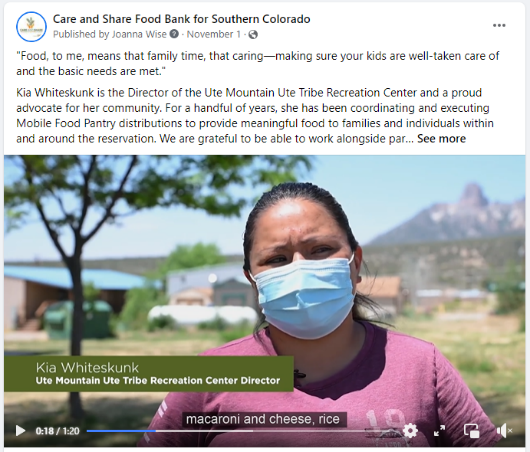 Care and Share Food Bank for Southern Colorado
Published by Joanna Wise · November 1 ·
"Food, to me, means that family time, that caring—making sure your kids are well-taken care of
and the basic needs are met."
Kia Whiteskunk is the Director of the Ute Mountain Ute Tribe Recreation Center and a proud
advocate for her community. For a handful of years, she has been coordinating and executing
Mobile Food Pantry distributions to provide meaningful food to families and individuals within
and around the reservation. We are grateful to be able to work alongside par... See more
Kia Whiteskunk
Ute Mountain Ute Tribe Recreation Center Director
macaroni and cheese, rice
0:18 / 1:20